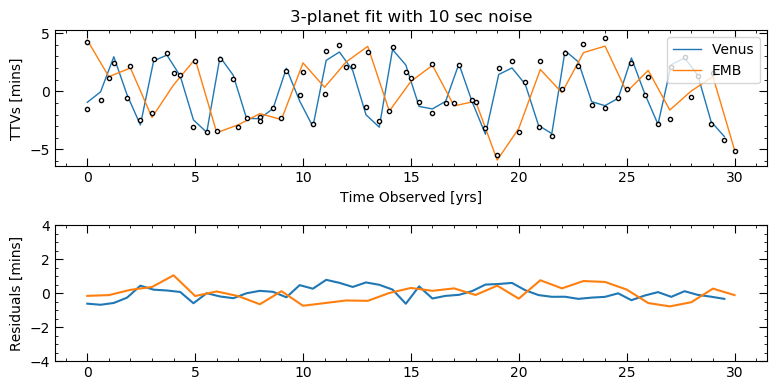 3-planet fit with 10 sec noise
TTVs [mins]
5
0
−5
Venus
EMB
0 5 10 15 20 25 30
Time Observed [yrs]
Residuals [mins]
4
2
0
−2
−4
0 5 10 15 20 25 30